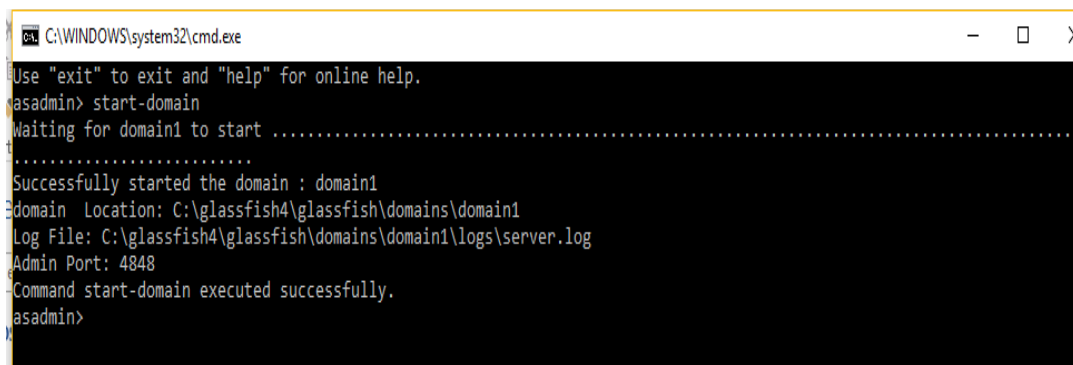 C:\WINDOWS\system32\cmd.exe
Use "exit" to exit and "help" for online help.
asadmin> start-domain
Waiting for domain1 to start ...........................................................................................
...........................
Successfully started the domain : domain1
domain  Location: C:\glassfish4\glassfish\domains\domain1
Log File: C:\glassfish4\glassfish\domains\domain1\logs\server.log
Admin Port: 4848
Command start-domain executed successfully.
asadmin>